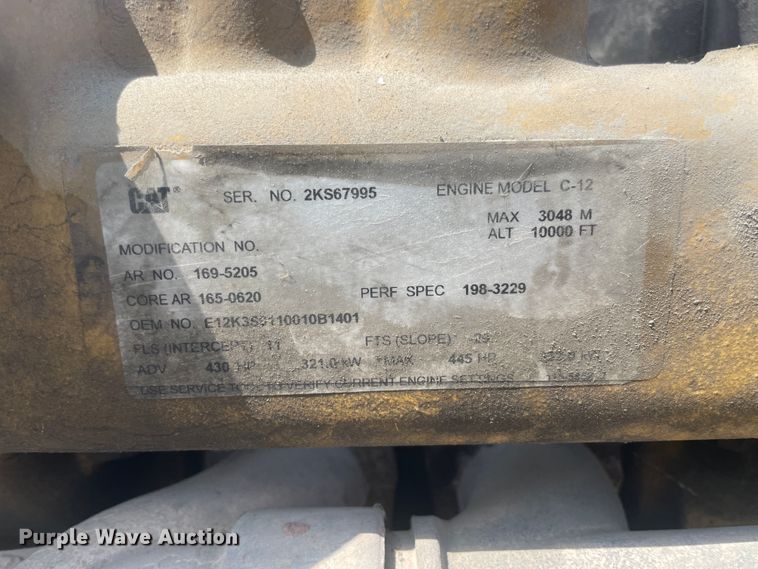 CAT® SER. NO. 2KS67995 ENGINE MODEL C-12
MAX 3048 M
ALT 10000 FT
MODIFICATION NO.
AR NO. 169-5205
CORE AR 165-0620 PERF SPEC 198-3229
OEM NO. E12K3S0110010B1401
FLS (INTERCEPT) 11 FTS (SLOPE)
ADV 430 HP 321.0 kW *MAX 445 HP
USE SERVICE TOOL TO VERIFY CURRENT ENGINE SETTINGS
Purple Wave Auction